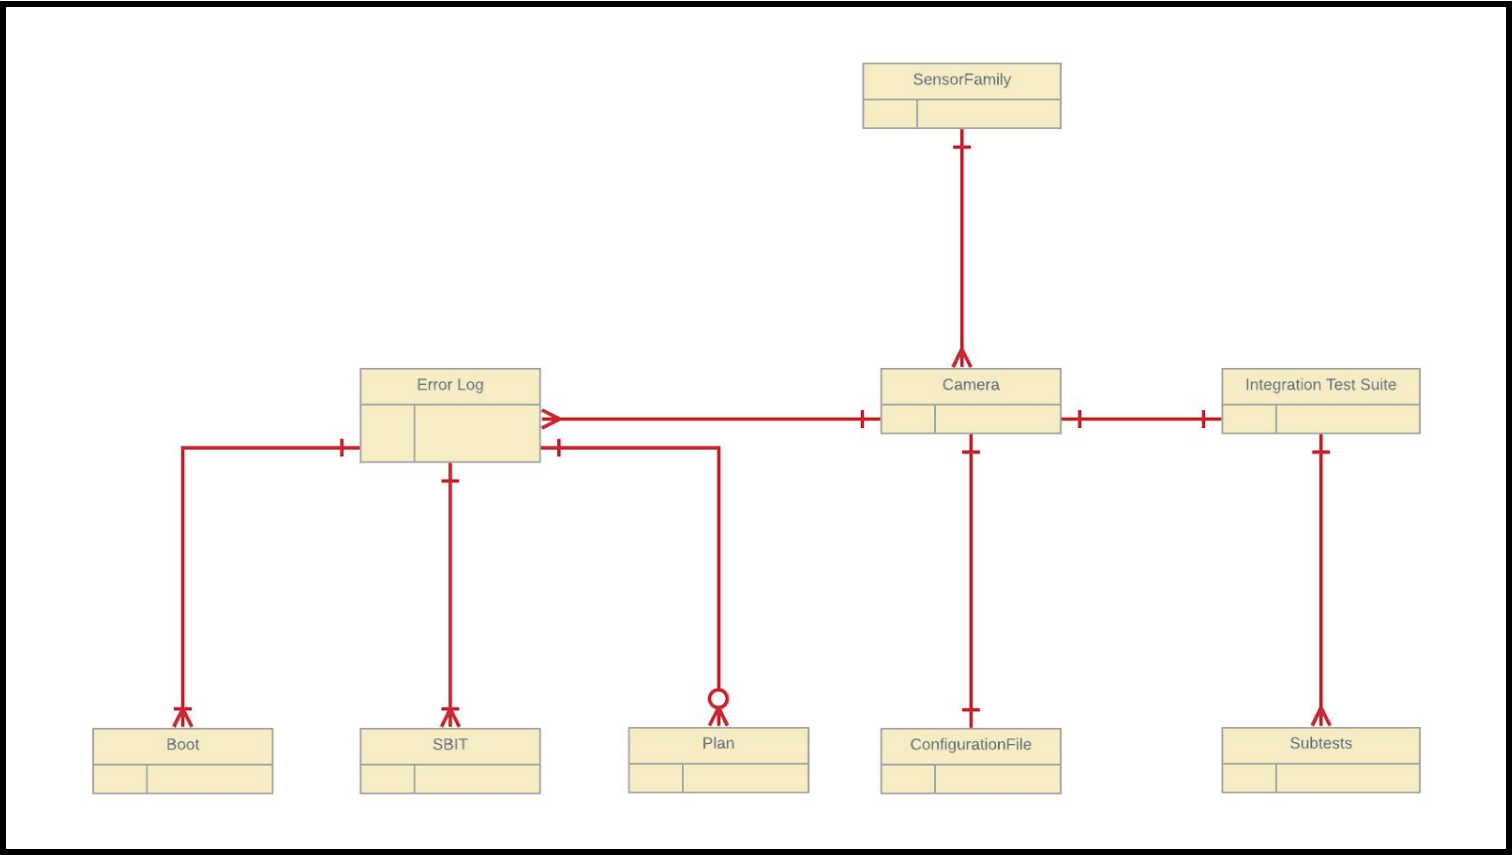 SensorFamily
Error Log
Camera
Integration Test Suite
Boot
SBIT
Plan
ConfigurationFile
Subtests